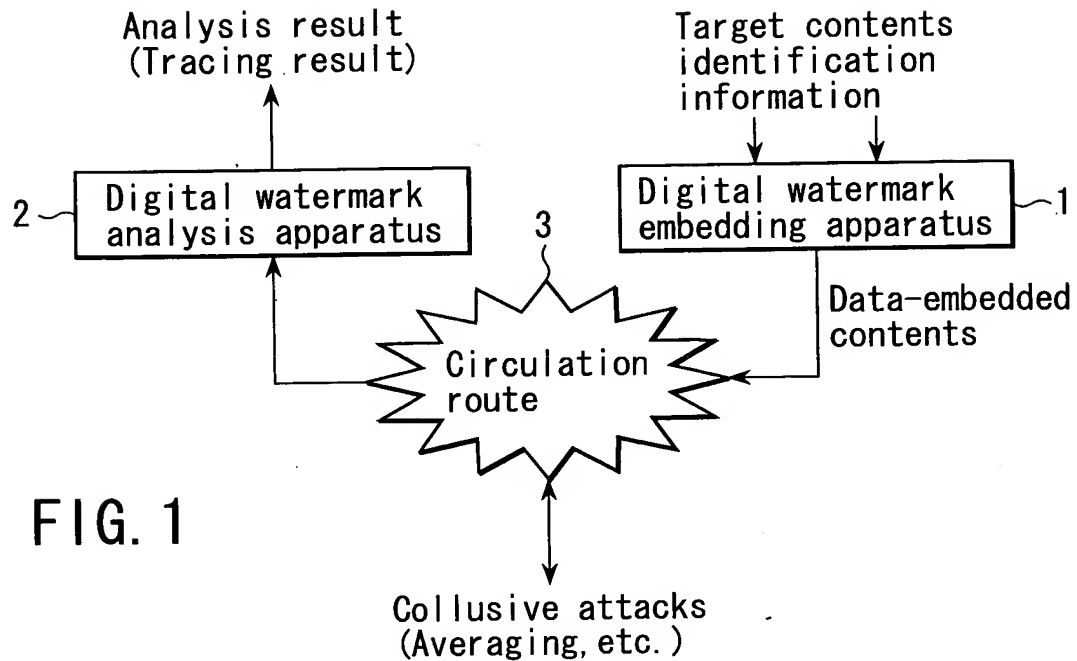 Analysis result
(Tracing result)
Target contents
identification
information
2
Digital watermark
analysis apparatus
Digital watermark
embedding apparatus
1
3
Data-embedded
contents
Circulation
route
FIG. 1
Collusive attacks
(Averaging, etc.)